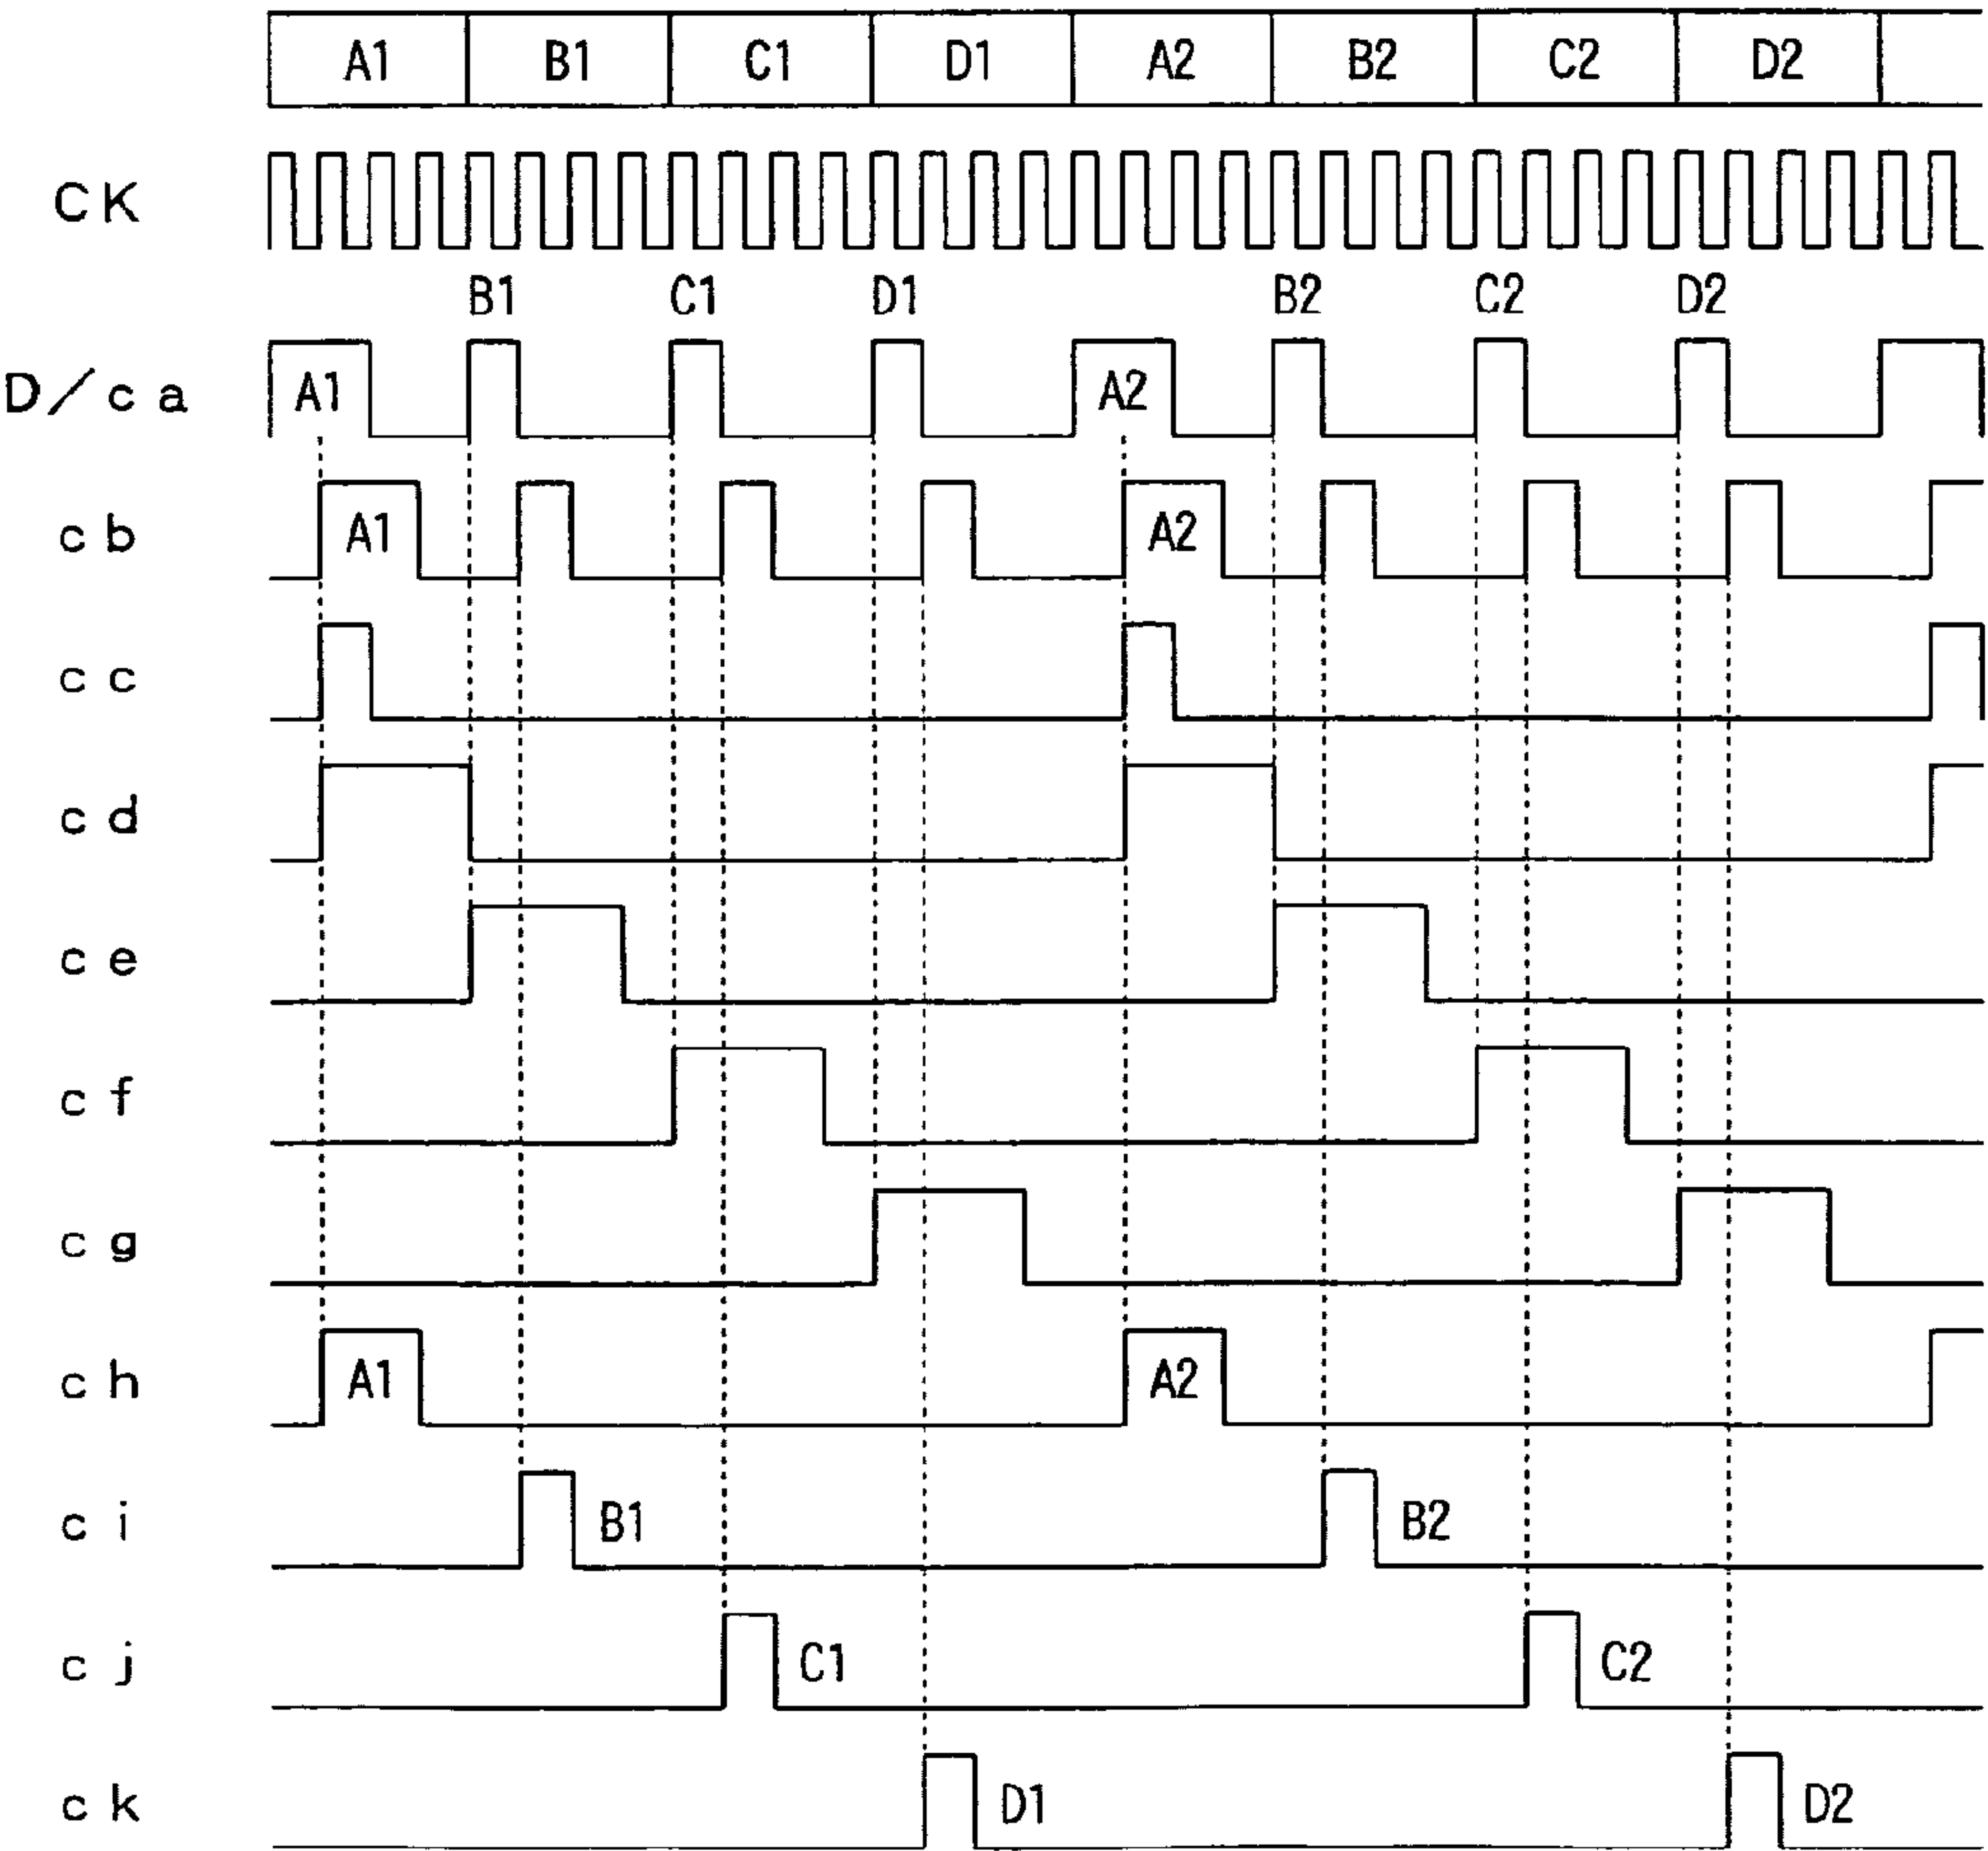 A1 B1 C1 D1 A2 B2 C2 D2
CK
B1 C1 D1 B2 C2 D2
D/ca A1 A2
cb A1 A2
cc
cd
ce
cf
cg
ch A1 A2
ci B1 B2
cj C1 C2
ck D1 D2